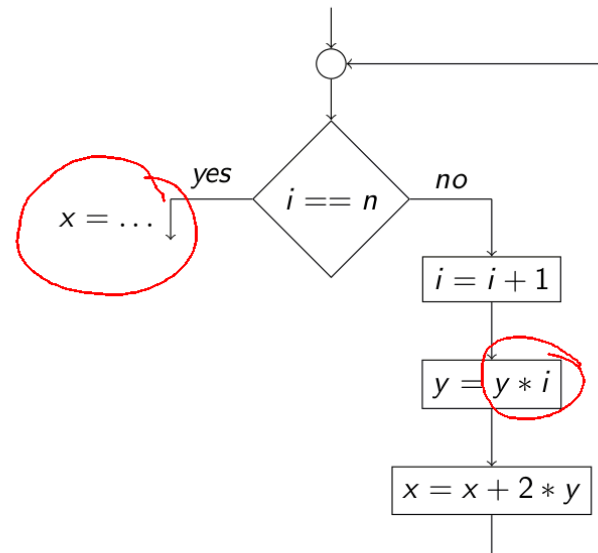 yes
no
i == n
x = ...
i = i + 1
y = y * i
x = x + 2 * y